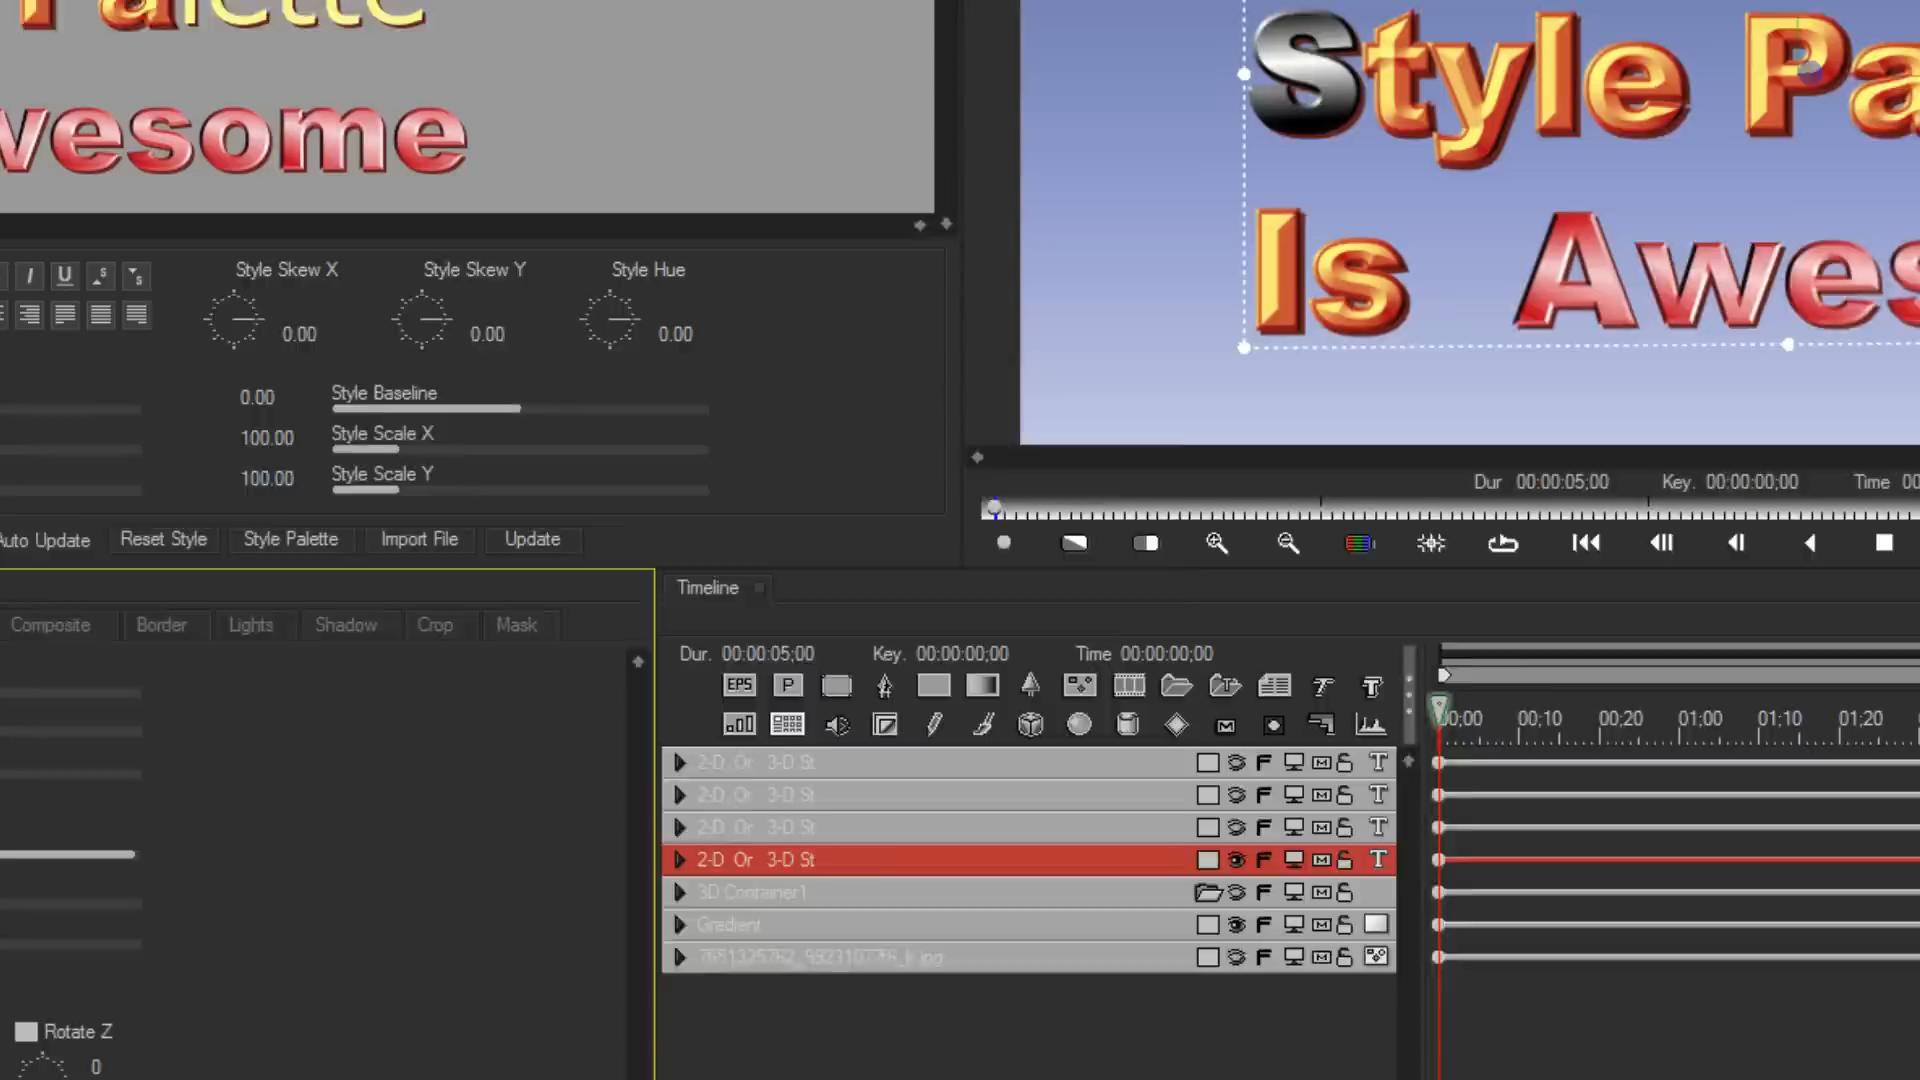 Palette
wesome
Style Pa
Is Awes
I U
Style Skew X Style Skew Y Style Hue
0.00 0.00 0.00
0.00 Style Baseline
100.00 Style Scale X
100.00 Style Scale Y
Auto Update Reset Style Style Palette Import File Update
Dur 00:00:05;00 Key. 00:00:00;00 Time 00
Composite Border Lights Shadow Crop Mask
Rotate Z
0
Timeline
Dur. 00:00:05;00 Key. 00:00:00;00 Time 00:00:00;00
EPS P
00:00 00:10 00:20 01:00 01:10 01:20
2-D Or 3-D St F M T
2-D Or 3-D St F M T
2-D Or 3-D St F M T
2-D Or 3-D St F M T
3D Container1 F M
Gradient F M
F M